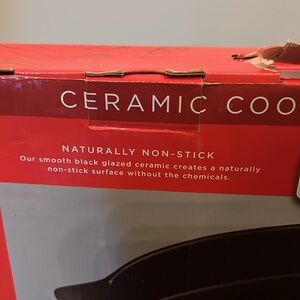 CERAMIC COO
NATURALLY NON-STICK
Our smooth black glazed ceramic creates a naturally
non-stick surface without the chemicals.